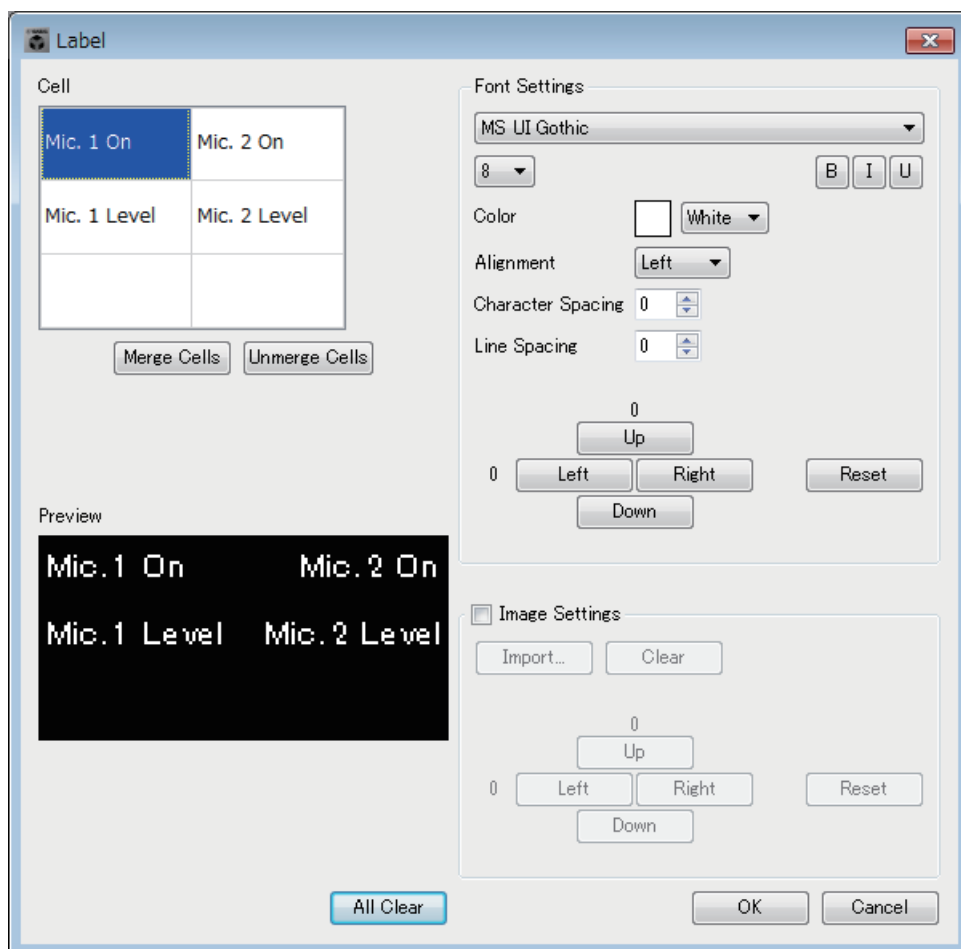 Label
Cell
Mic. 1 On Mic. 2 On
Mic. 1 Level Mic. 2 Level
Merge Cells Unmerge Cells
Preview
Mic.1 On Mic.2 On
Mic.1 Level Mic.2 Level
All Clear
Font Settings
MS UI Gothic
8 B I U
Color White
Alignment Left
Character Spacing 0
Line Spacing 0
0
Up
0 Left Right Reset
Down
Image Settings
Import... Clear
0
Up
0 Left Right Reset
Down
OK Cancel